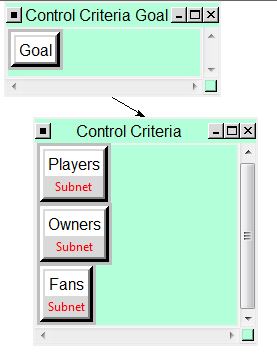 Control Criteria Goal
Goal
Control Criteria
Players
Subnet
Owners
Subnet
Fans
Subnet